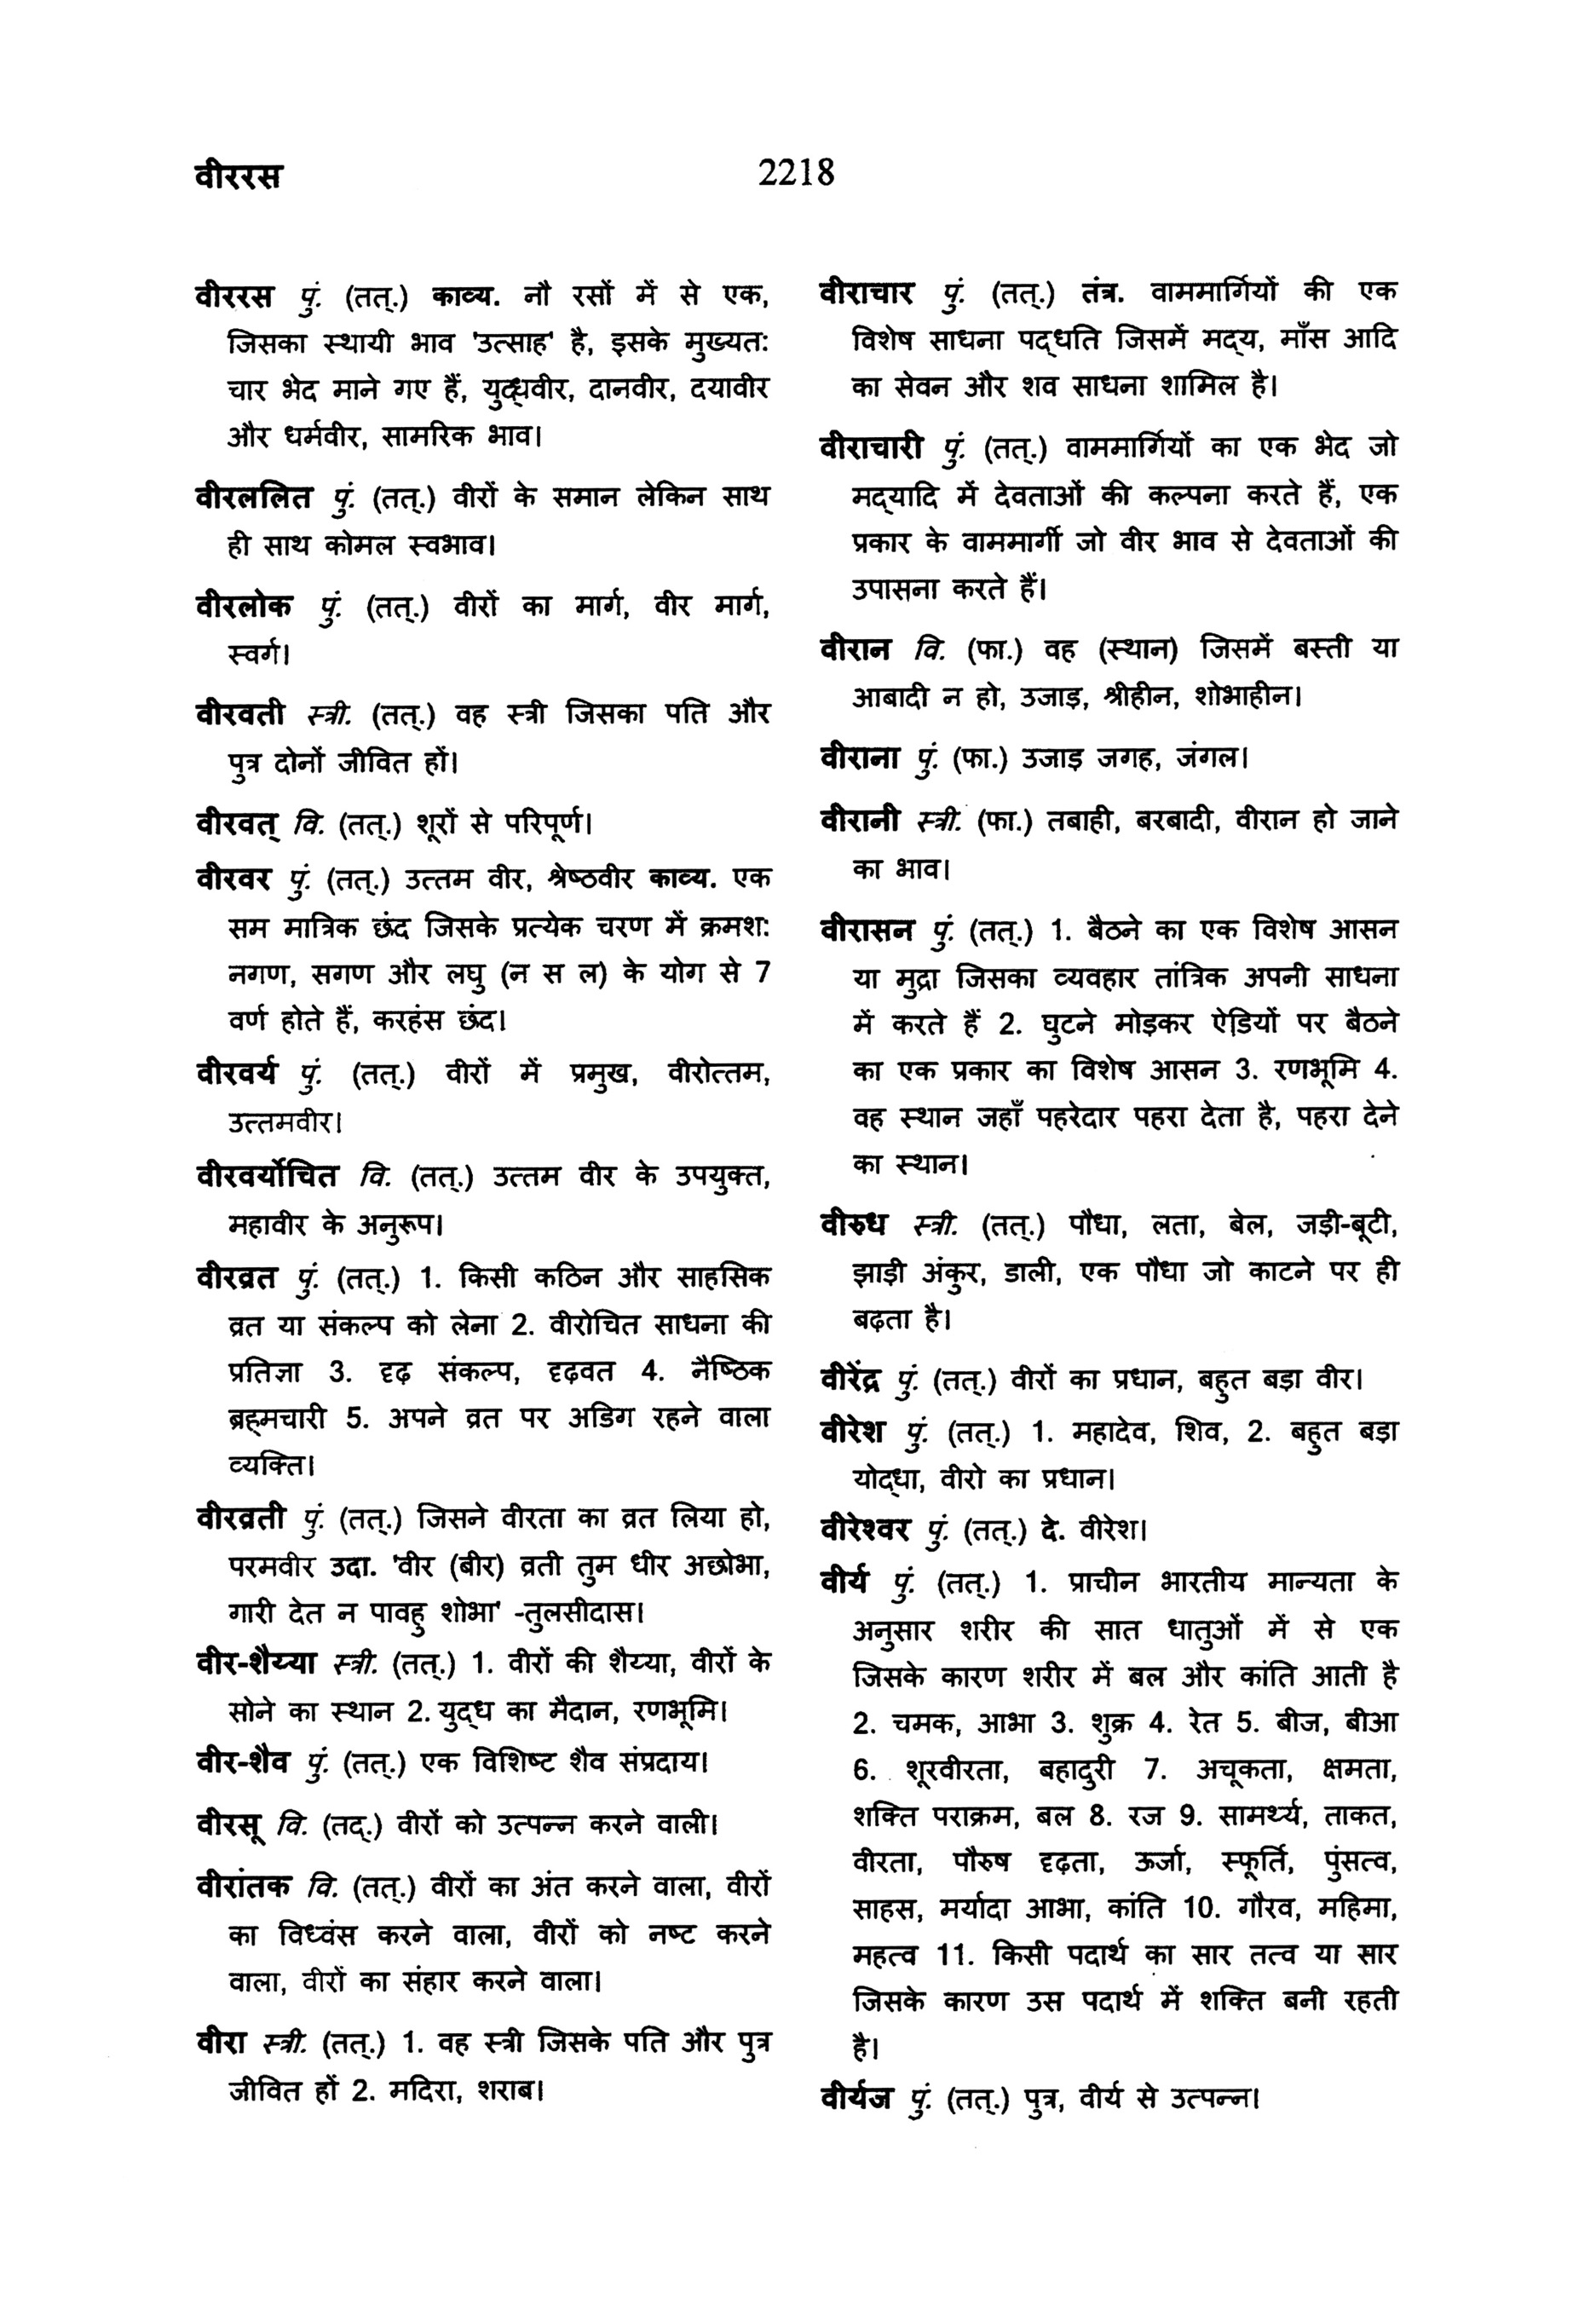 वीररस
2218
वीररस पुं. (तत्.) काव्य. नौ रसों में से एक,
जिसका स्थायी भाव 'उत्साह' है, इसके मुख्यत:
चार भेद माने गए हैं, युद्धवीर, दानवीर, दयावीर
और धर्मवीर, सामरिक भाव।
वीरललित पुं. (तत्.) वीरों के समान लेकिन साथ
ही साथ कोमल स्वभाव।
वीरलोक पुं. (तत्.) वीरों का मार्ग, वीर मार्ग,
स्वर्ग।
वीरवती स्त्री. (तत्.) वह स्त्री जिसका पति और
पुत्र दोनों जीवित हों।
वीरवत् वि. (तत्.) शूरों से परिपूर्ण।
वीरवर पुं. (तत्.) उत्तम वीर, श्रेष्ठवीर काव्य. एक
सम मात्रिक छंद जिसके प्रत्येक चरण में क्रमश:
नगण, सगण और लघु (न स ल) के योग से 7
वर्ण होते हैं, करहंस छंद।
वीरवर्य पुं. (तत्.) वीरों में प्रमुख, वीरोत्तम,
उत्तमवीर।
वीरवर्योचित वि. (तत्.) उत्तम वीर के उपयुक्त,
महावीर के अनुरूप।
वीरव्रत पुं. (तत्.) 1. किसी कठिन और साहसिक
व्रत या संकल्प को लेना 2. वीरोचित साधना की
प्रतिज्ञा 3. दृढ़ संकल्प, दृढ़वत 4. नैष्ठिक
ब्रह्मचारी 5. अपने व्रत पर अडिग रहने वाला
व्यक्ति।
वीरव्रती पुं. (तत्.) जिसने वीरता का व्रत लिया हो,
परमवीर उदा. 'वीर (बीर) व्रती तुम धीर अछोभा,
गारी देत न पावहु शोभा' -तुलसीदास।
वीर-शैय्या स्त्री. (तत्.) 1. वीरों की शैय्या, वीरों के
सोने का स्थान 2. युद्ध का मैदान, रणभूमि।
वीर-शैव पुं. (तत्.) एक विशिष्ट शैव संप्रदाय।
वीरसू वि. (तद्.) वीरों को उत्पन्न करने वाली।
वीरांतक वि. (तत्.) वीरों का अंत करने वाला, वीरों
का विध्वंस करने वाला, वीरों को नष्ट करने
वाला, वीरों का संहार करने वाला।
वीरा स्त्री. (तत्.) 1. वह स्त्री जिसके पति और पुत्र
जीवित हों 2. मदिरा, शराब।
वीराचार पुं. (तत्.) तंत्र. वाममार्गियों की एक
विशेष साधना पद्धति जिसमें मद्य, माँस आदि
का सेवन और शव साधना शामिल है।
वीराचारी पुं. (तत्.) वाममार्गियों का एक भेद जो
मद्यादि में देवताओं की कल्पना करते हैं, एक
प्रकार के वाममार्गी जो वीर भाव से देवताओं की
उपासना करते हैं।
वीरान वि. (फा.) वह (स्थान) जिसमें बस्ती या
आबादी न हो, उजाड़, श्रीहीन, शोभाहीन।
वीराना पुं. (फा.) उजाड़ जगह, जंगल।
वीरानी स्त्री. (फा.) तबाही, बरबादी, वीरान हो जाने
का भाव।
वीरासन पुं. (तत्.) 1. बैठने का एक विशेष आसन
या मुद्रा जिसका व्यवहार तांत्रिक अपनी साधना
में करते हैं 2. घुटने मोड़कर ऐडि़यों पर बैठने
का एक प्रकार का विशेष आसन 3. रणभूमि 4.
वह स्थान जहाँ पहरेदार पहरा देता है, पहरा देने
का स्थान।
वीरुध स्त्री. (तत्.) पौधा, लता, बेल, जड़ी-बूटी,
झाड़ी अंकुर, डाली, एक पौधा जो काटने पर ही
बढ़ता है।
वीरेंद्र पुं. (तत्.) वीरों का प्रधान, बहुत बड़ा वीर।
वीरेश पुं. (तत्.) 1. महादेव, शिव, 2. बहुत बड़ा
योद्धा, वीरो का प्रधान।
वीरेश्वर पुं. (तत्.) दे. वीरेश।
वीर्य पुं. (तत्.) 1. प्राचीन भारतीय मान्यता के
अनुसार शरीर की सात धातुओं में से एक
जिसके कारण शरीर में बल और कांति आती है
2. चमक, आभा 3. शुक्र 4. रेत 5. बीज, बीआ
6. शूरवीरता, बहादुरी 7. अचूकता, क्षमता,
शक्ति पराक्रम, बल 8. रज 9. सामर्थ्य, ताकत,
वीरता, पौरुष दृढ़ता, ऊर्जा, स्फूर्ति, पुंसत्व,
साहस, मर्यादा आभा, कांति 10. गौरव, महिमा,
महत्व 11. किसी पदार्थ का सार तत्व या सार
जिसके कारण उस पदार्थ में शक्ति बनी रहती
है।
वीर्यज पुं. (तत्.) पुत्र, वीर्य से उत्पन्न।